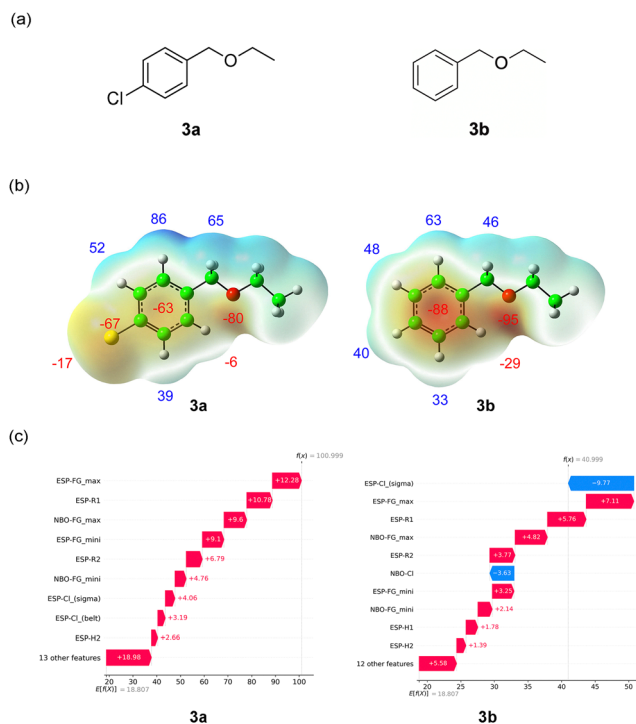 (a)
Cl
O
3a
O
3b
(b)
52
86
65
-63
-67
-80
-17
-6
39
3a
48
63
46
-88
-95
40
-29
33
3b
(c)
f(x) = 100.999
ESP-FG_max
+12.28
ESP-R1
+10.78
NBO-FG_max
+9.6
ESP-FG_mini
+9.1
ESP-R2
+6.79
NBO-FG_mini
+4.76
ESP-Cl_(sigma)
+4.06
ESP-Cl_(belt)
+3.19
ESP-H2
+2.66
13 other features
+18.98
20 30 40 50 60 70 80 90 100
E[f(X)] = 18.807
3a
f(x) = 40.999
ESP-Cl_(sigma)
−9.77
ESP-FG_max
+7.11
ESP-R1
+5.76
NBO-FG_max
+4.82
ESP-R2
+3.77
NBO-Cl
−3.63
ESP-FG_mini
+3.25
NBO-FG_mini
+2.14
ESP-H1
+1.78
ESP-H2
+1.39
12 other features
+5.58
20 25 30 35 40 45 50
E[f(X)] = 18.807
3b